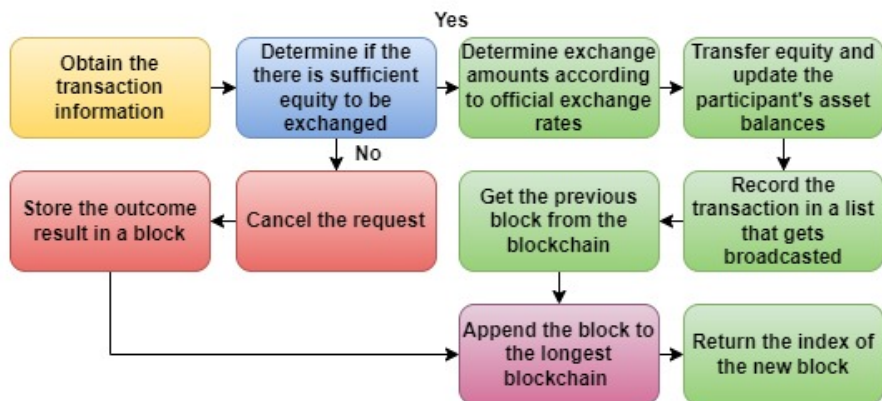 Yes
Obtain the
transaction
information
Determine if the
there is sufficient
equity to be
exchanged
Determine exchange
amounts according
to official exchange
rates
Transfer equity and
update the
participant's asset
balances
No
Store the outcome
result in a block
Cancel the request
Get the previous
block from the
blockchain
Record the
transaction in a list
that gets
broadcasted
Append the block to
the longest
blockchain
Return the index of
the new block